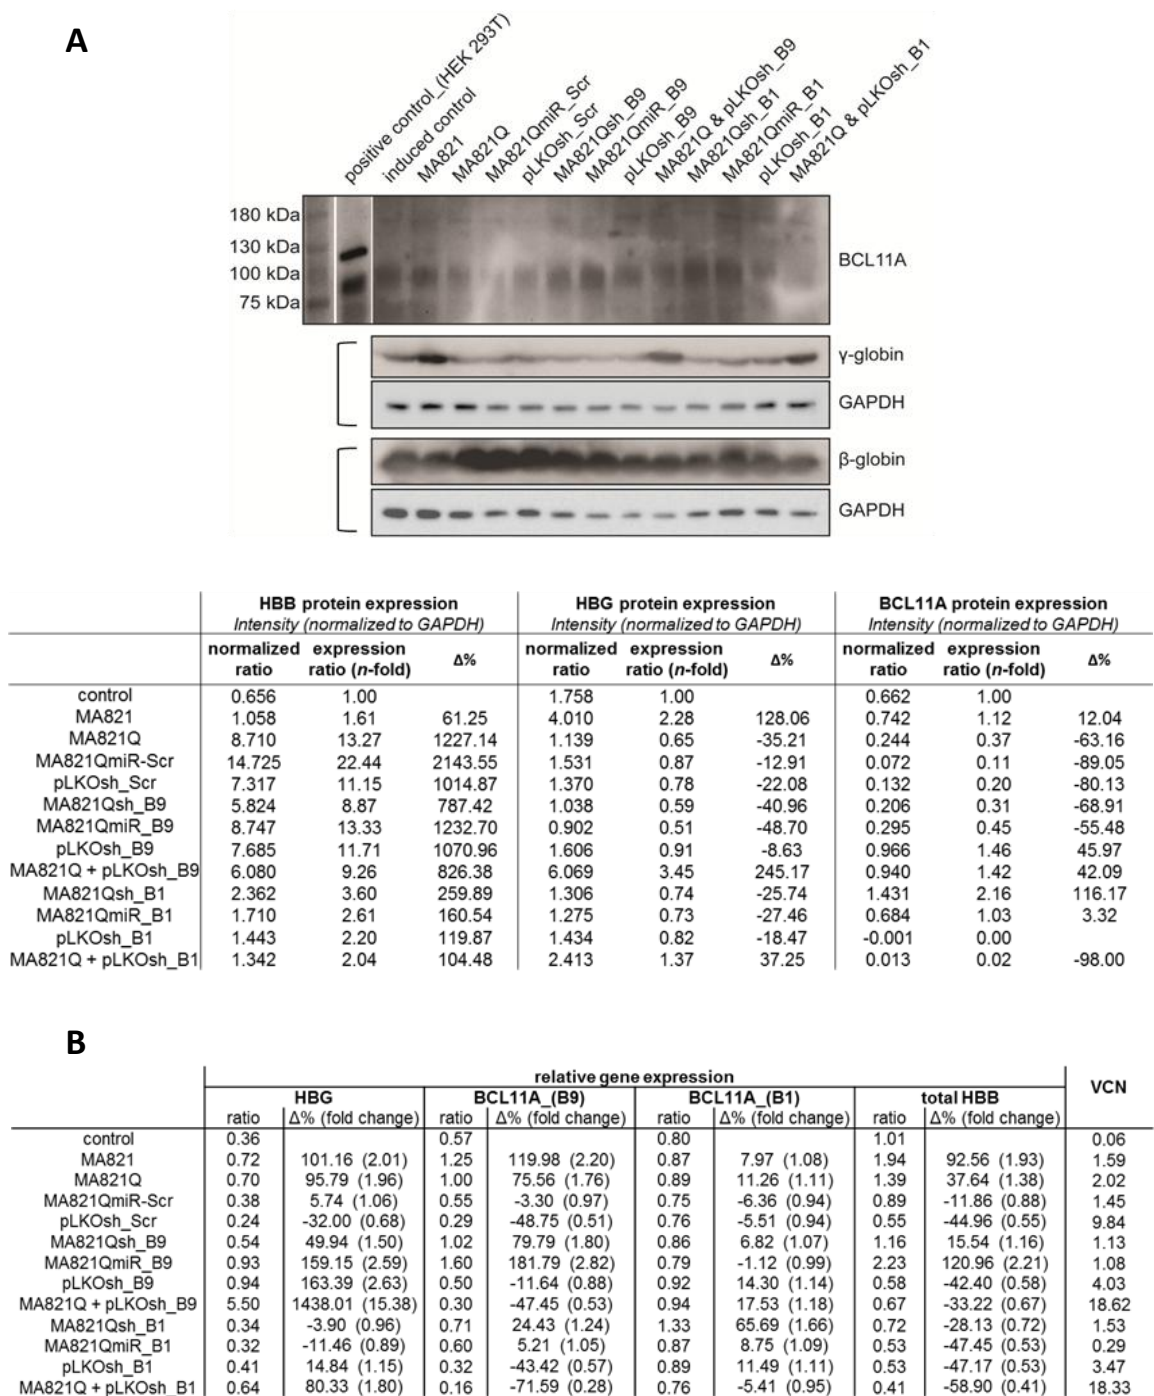 A
positive control_(HEK 293T)
induced control
MA821
MA821Q
MA821QmiR_Scr
pLKOsh_Scr
MA821Qsh_B9
MA821QmiR_B9
pLKOsh_B9
MA821Q & pLKOsh_B9
MA821Qsh_B1
MA821QmiR_B1
pLKOsh_B1
MA821Q & pLKOsh_B1
180 kDa
130 kDa
100 kDa
75 kDa
BCL11A
γ-globin
GAPDH
β-globin
GAPDH
HBB protein expression HBG protein expression BCL11A protein expression
Intensity (normalized to GAPDH) Intensity (normalized to GAPDH) Intensity (normalized to GAPDH)
normalized ratio expression ratio (n-fold) Δ% normalized ratio expression ratio (n-fold) Δ% normalized ratio expression ratio (n-fold) Δ%
control 0.656 1.00 1.758 1.00 0.662 1.00
MA821 1.058 1.61 61.25 4.010 2.28 128.06 0.742 1.12 12.04
MA821Q 8.710 13.27 1227.14 1.139 0.65 -35.21 0.244 0.37 -63.16
MA821QmiR-Scr 14.725 22.44 2143.55 1.531 0.87 -12.91 0.072 0.11 -89.05
pLKOsh_Scr 7.317 11.15 1014.87 1.370 0.78 -22.08 0.132 0.20 -80.13
MA821Qsh_B9 5.824 8.87 787.42 1.038 0.59 -40.96 0.206 0.31 -68.91
MA821QmiR_B9 8.747 13.33 1232.70 0.902 0.51 -48.70 0.295 0.45 -55.48
pLKOsh_B9 7.685 11.71 1070.96 1.606 0.91 -8.63 0.966 1.46 45.97
MA821Q + pLKOsh_B9 6.080 9.26 826.38 6.069 3.45 245.17 0.940 1.42 42.09
MA821Qsh_B1 2.362 3.60 259.89 1.306 0.74 -25.74 1.431 2.16 116.17
MA821QmiR_B1 1.710 2.61 160.54 1.275 0.73 -27.46 0.684 1.03 3.32
pLKOsh_B1 1.443 2.20 119.87 1.434 0.82 -18.47 -0.001 0.00
MA821Q + pLKOsh_B1 1.342 2.04 104.48 2.413 1.37 37.25 0.013 0.02 -98.00
B
relative gene expression VCN
HBG BCL11A_(B9) BCL11A_(B1) total HBB
ratio Δ% (fold change) ratio Δ% (fold change) ratio Δ% (fold change) ratio Δ% (fold change)
control 0.36 0.57 0.80 1.01 0.06
MA821 0.72 101.16 (2.01) 1.25 119.98 (2.20) 0.87 7.97 (1.08) 1.94 92.56 (1.93) 1.59
MA821Q 0.70 95.79 (1.96) 1.00 75.56 (1.76) 0.89 11.26 (1.11) 1.39 37.64 (1.38) 2.02
MA821QmiR-Scr 0.38 5.74 (1.06) 0.55 -3.30 (0.97) 0.75 -6.36 (0.94) 0.89 -11.86 (0.88) 1.45
pLKOsh_Scr 0.24 -32.00 (0.68) 0.29 -48.75 (0.51) 0.76 -5.51 (0.94) 0.55 -44.96 (0.55) 9.84
MA821Qsh_B9 0.54 49.94 (1.50) 1.02 79.79 (1.80) 0.86 6.82 (1.07) 1.16 15.54 (1.16) 1.13
MA821QmiR_B9 0.93 159.15 (2.59) 1.60 181.79 (2.82) 0.79 -1.12 (0.99) 2.23 120.96 (2.21) 1.08
pLKOsh_B9 0.94 163.39 (2.63) 0.50 -11.64 (0.88) 0.92 14.30 (1.14) 0.58 -42.40 (0.58) 4.03
MA821Q + pLKOsh_B9 5.50 1438.01 (15.38) 0.30 -47.45 (0.53) 0.94 17.53 (1.18) 0.67 -33.22 (0.67) 18.62
MA821Qsh_B1 0.34 -3.90 (0.96) 0.71 24.43 (1.24) 1.33 65.69 (1.66) 0.72 -28.13 (0.72) 1.53
MA821QmiR_B1 0.32 -11.46 (0.89) 0.60 5.21 (1.05) 0.87 8.75 (1.09) 0.53 -47.45 (0.53) 0.29
pLKOsh_B1 0.41 14.84 (1.15) 0.32 -43.42 (0.57) 0.89 11.49 (1.11) 0.53 -47.17 (0.53) 3.47
MA821Q + pLKOsh_B1 0.64 80.33 (1.80) 0.16 -71.59 (0.28) 0.76 -5.41 (0.95) 0.41 -58.90 (0.41) 18.33